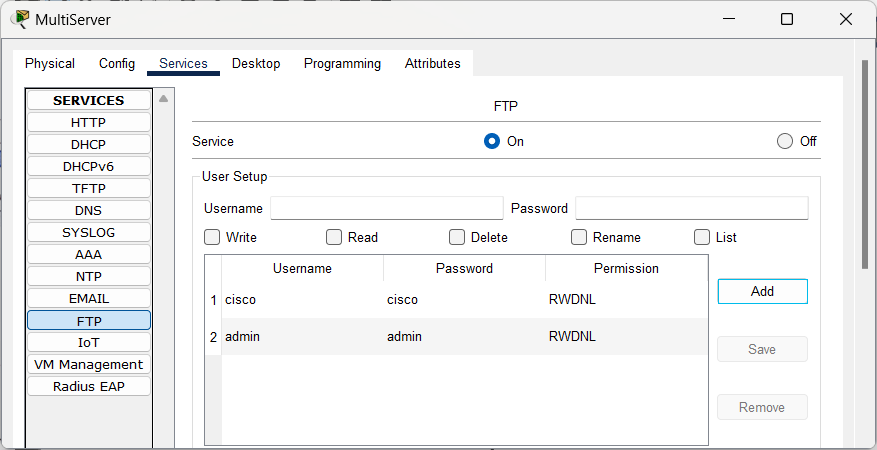 MultiServer
Physical Config Services Desktop Programming Attributes
SERVICES
HTTP
DHCP
DHCPv6
TFTP
DNS
SYSLOG
AAA
NTP
EMAIL
FTP
IoT
VM Management
Radius EAP
FTP
Service On Off
User Setup
Username Password
Write Read Delete Rename List
Username Password Permission
1 cisco cisco RWDNL
2 admin admin RWDNL
Add
Save
Remove